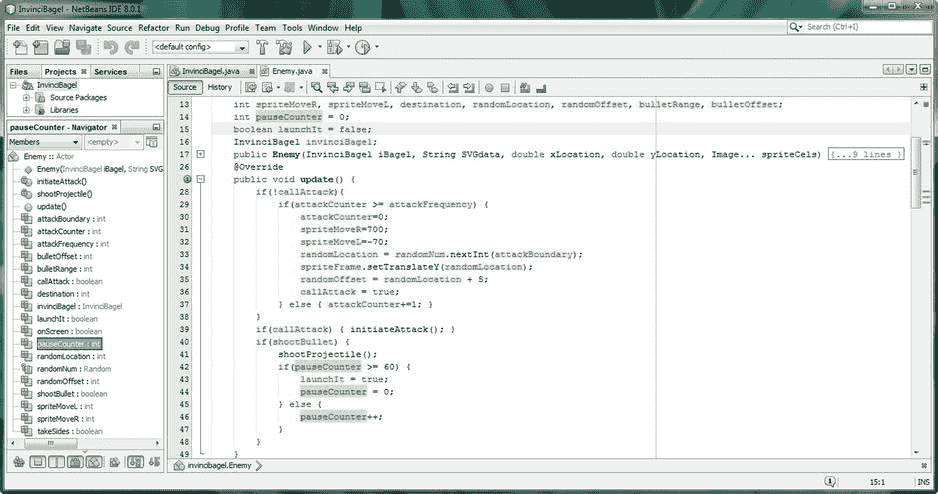 InvinciBagel - NetBeans IDE 8.0.1
File Edit View Navigate Source Refactor Run Debug Profile Team Tools Window Help
Search (Ctrl+I)
<default config>
Files Projects Services
InvinciBagel
Source Packages
Libraries
pauseCounter - Navigator
Members <empty>
Enemy :: Actor
Enemy(InvinciBagel iBagel, String SVG
initiateAttack()
shootProjectile()
update()
attackBoundary : int
attackCounter : int
attackFrequency : int
bulletOffset : int
bulletRange : int
callAttack : boolean
destination : int
invinciBagel : InvinciBagel
launchIt : boolean
onScreen : boolean
pauseCounter : int
randomLocation : int
randomNum : Random
randomOffset : int
shootBullet : boolean
spriteMoveL : int
spriteMoveR : int
takeSides : boolean
InvinciBagel.java Enemy.java
Source History
13 int spriteMoveR, spriteMoveL, destination, randomLocation, randomOffset, bulletRange, bulletOffset;
14 int pauseCounter = 0;
15 boolean launchIt = false;
16 InvinciBagel invinciBagel;
17 public Enemy(InvinciBagel iBagel, String SVGdata, double xLocation, double yLocation, Image... spriteCels) {...9 lines }
26 @Override
public void update() {
28 if(!callAttack){
29 if(attackCounter >= attackFrequency) {
30 attackCounter=0;
31 spriteMoveR=700;
32 spriteMoveL=-70;
33 randomLocation = randomNum.nextInt(attackBoundary);
34 spriteFrame.setTranslateY(randomLocation);
35 randomOffset = randomLocation + 5;
36 callAttack = true;
37 } else { attackCounter+=1; }
38 }
39 if(callAttack) { initiateAttack(); }
40 if(shootBullet) {
41 shootProjectile();
42 if(pauseCounter >= 60) {
43 launchIt = true;
44 pauseCounter = 0;
45 } else {
46 pauseCounter++;
47 }
48 }
49 }
invincibagel.Enemy
15:1 INS